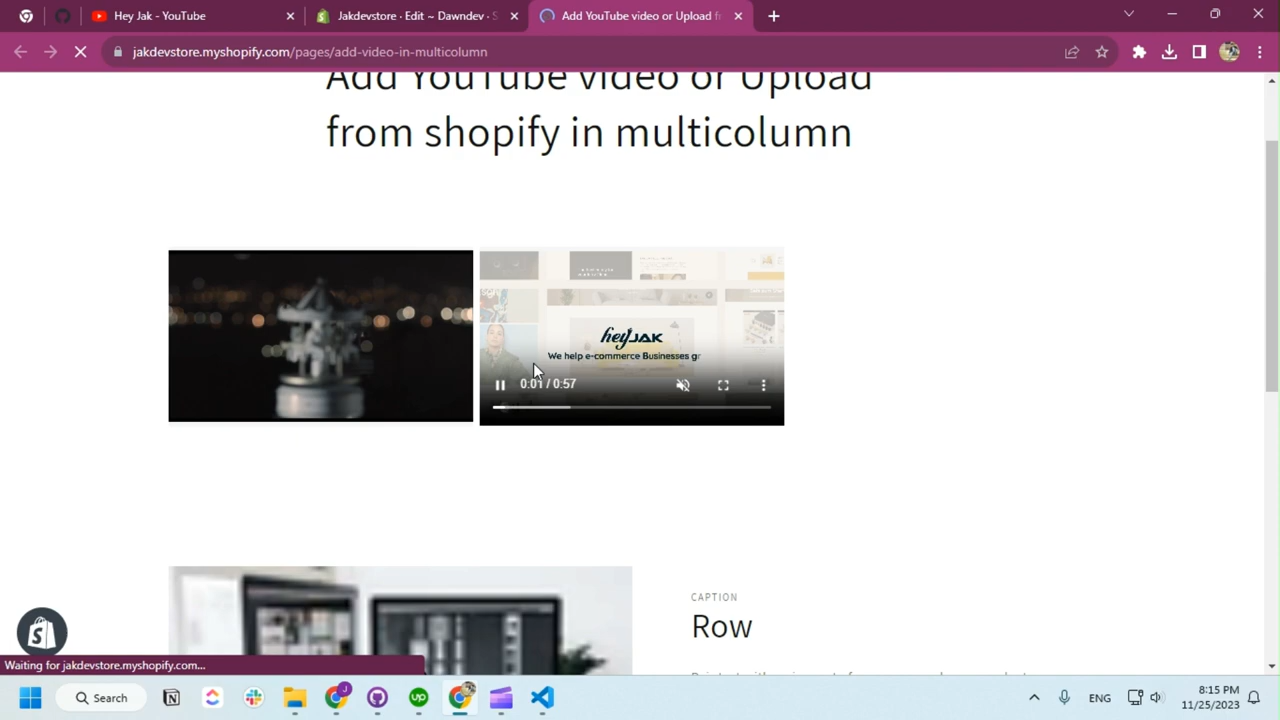 Hey Jak - YouTube
Jakdevstore · Edit ~ Dawndev · S
Add YouTube video or Upload f
jakdevstore.myshopify.com/pages/add-video-in-multicolumn
Add YouTube video or Upload
from shopify in multicolumn
heyJAK
We help e-commerce Businesses gr
0:01 / 0:57
CAPTION
Row
Waiting for jakdevstore.myshopify.com...
Search
ENG
8:15 PM
11/25/2023